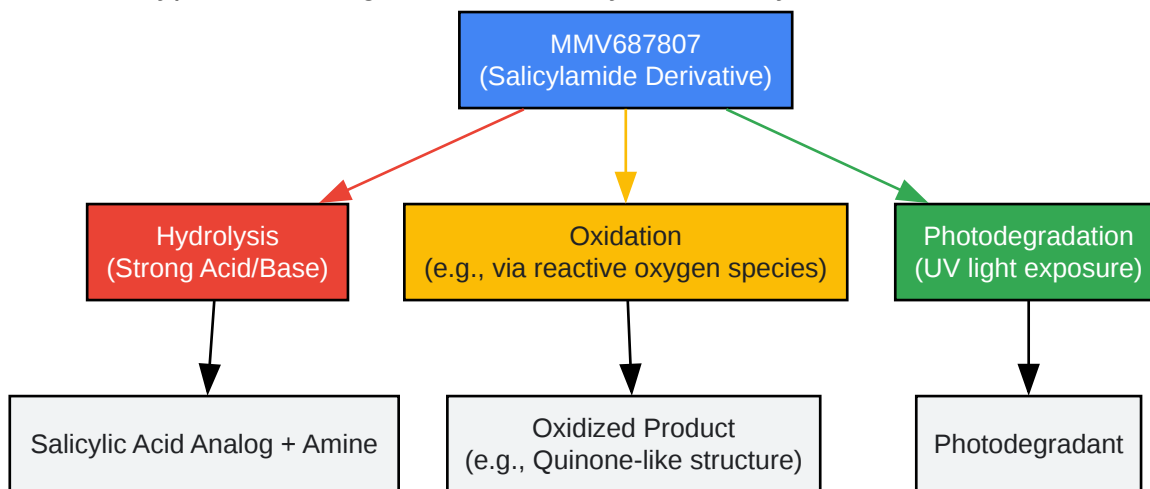 MMV687807
(Salicylamide Derivative)
Hydrolysis
(Strong Acid/Base)
Oxidation
(e.g., via reactive oxygen species)
Photodegradation
(UV light exposure)
Salicylic Acid Analog + Amine
Oxidized Product
(e.g., Quinone-like structure)
Photodegradant